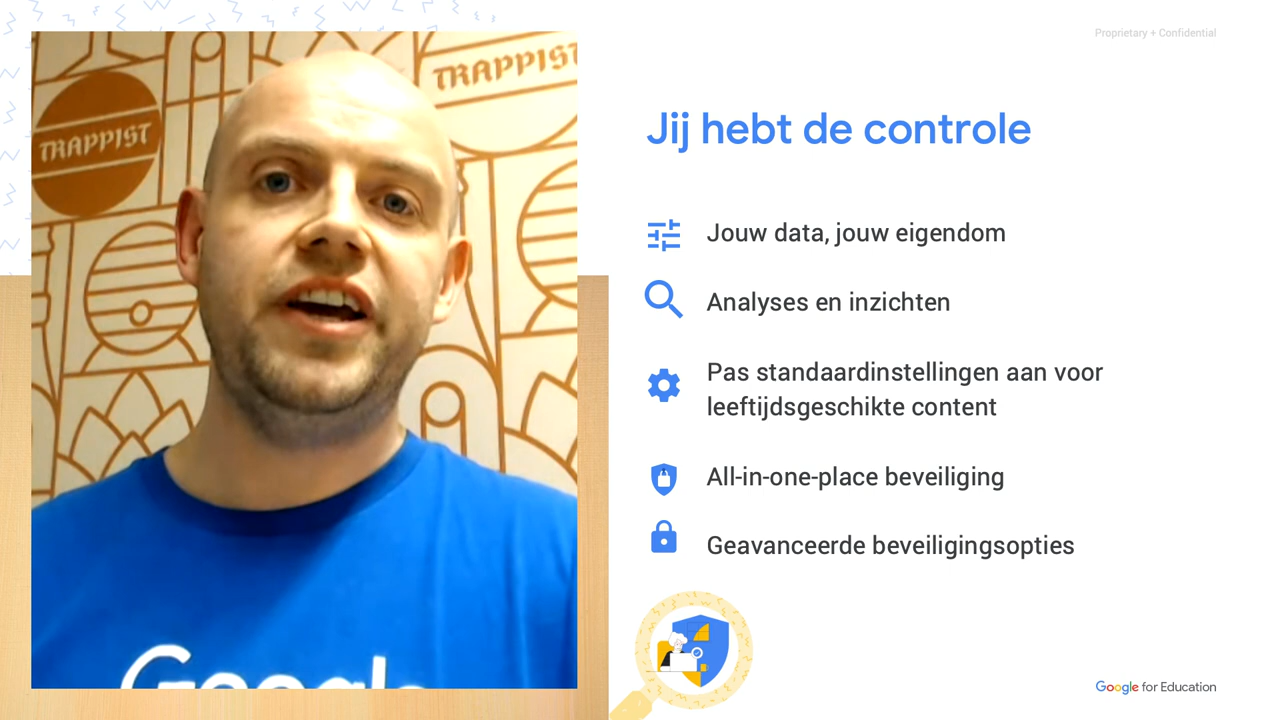 Proprietary + Confidential
TRAPPIST
TRAPPIST
Jij hebt de controle
Jouw data, jouw eigendom
Analyses en inzichten
Pas standaardinstellingen aan voor
leeftijdsgeschikte content
All-in-one-place beveiliging
Geavanceerde beveiligingsopties
Google
Google for Education